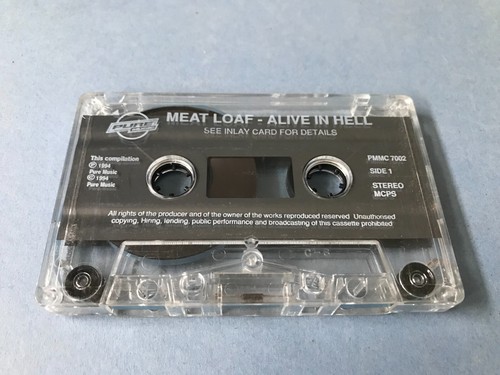 PURE
MUSIC
MEAT LOAF - ALIVE IN HELL
SEE INLAY CARD FOR DETAILS
This compilation
℗ 1994
Pure Music
© 1994
Pure Music
PMMC 7002
SIDE 1
STEREO
MCPS
All rights of the producer and of the owner of the works reproduced reserved Unauthorised
copying, Hiring, lending, public performance and broadcasting of this cassette prohibited